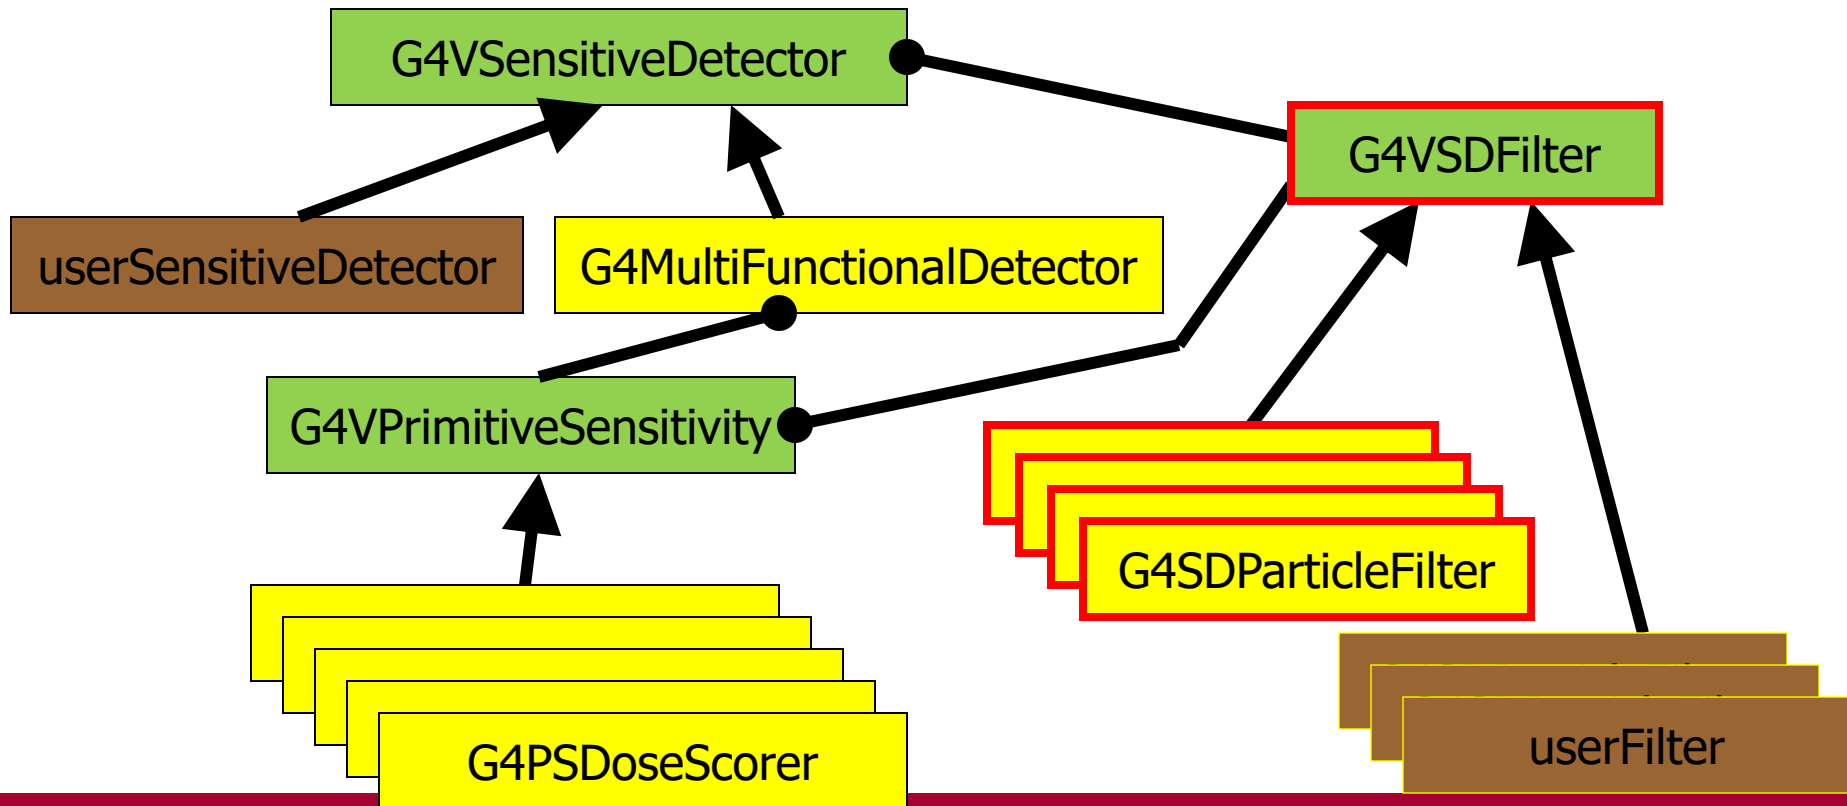 G4VSensitiveDetector
G4VSDFilter
userSensitiveDetector
G4MultiFunctionalDetector
G4VPrimitiveSensitivity
G4SDParticleFilter
userFilter
G4PSDoseScorer